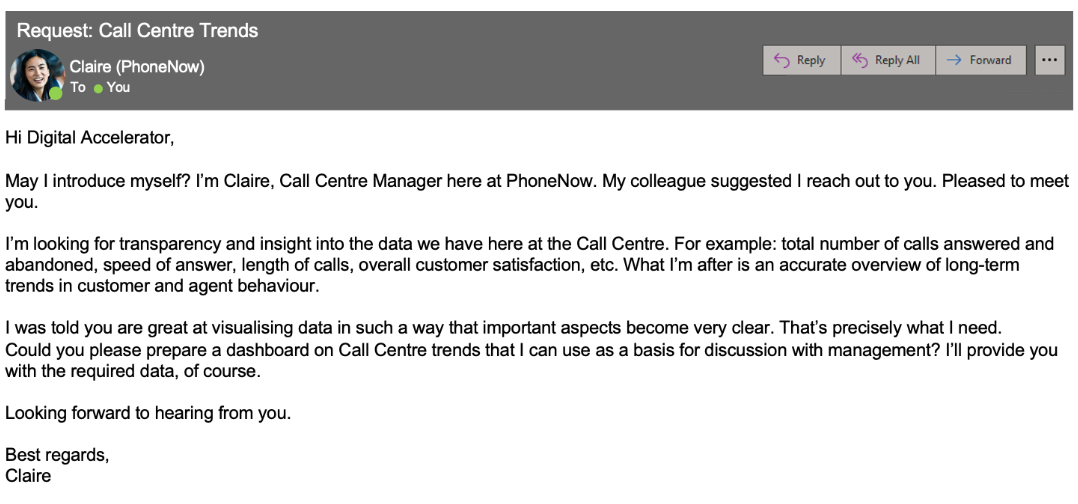 Request: Call Centre Trends
Claire (PhoneNow)
To You
Reply Reply All Forward ...
Hi Digital Accelerator,
May I introduce myself? I'm Claire, Call Centre Manager here at PhoneNow. My colleague suggested I reach out to you. Pleased to meet
you.
I'm looking for transparency and insight into the data we have here at the Call Centre. For example: total number of calls answered and
abandoned, speed of answer, length of calls, overall customer satisfaction, etc. What I'm after is an accurate overview of long-term
trends in customer and agent behaviour.
I was told you are great at visualising data in such a way that important aspects become very clear. That's precisely what I need.
Could you please prepare a dashboard on Call Centre trends that I can use as a basis for discussion with management? I'll provide you
with the required data, of course.
Looking forward to hearing from you.
Best regards,
Claire